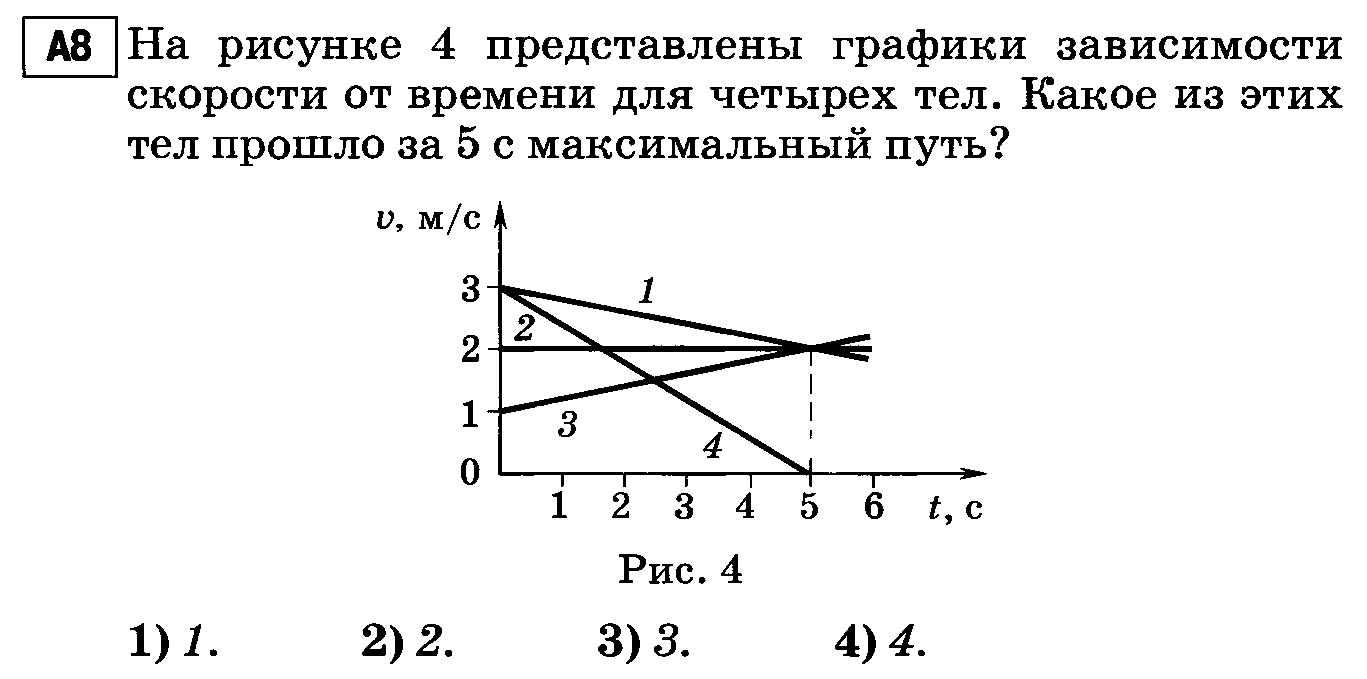 А8 На рисунке 4 представлены графики зависимости
скорости от времени для четырех тел. Какое из этих
тел прошло за 5 с максимальный путь?
v, м/с
3
1
2
2
1
3
4
0
1 2 3 4 5 6 t, с
Рис. 4
1) 1. 2) 2. 3) 3. 4) 4.